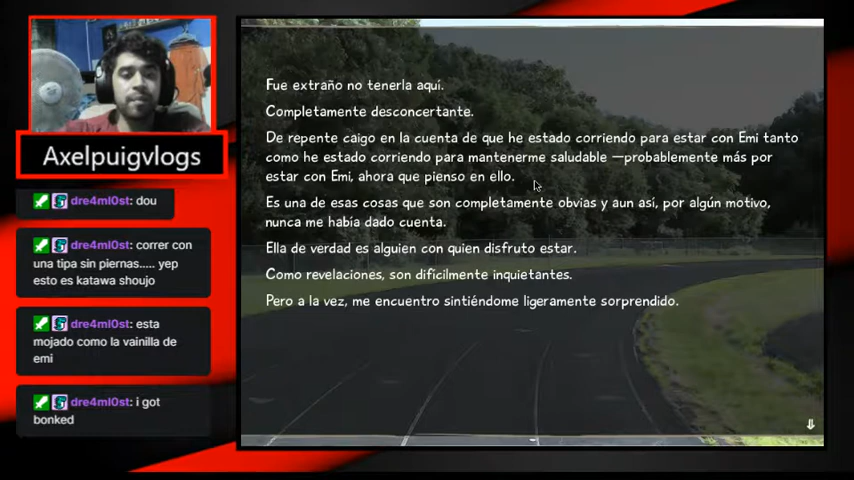 Axelpuigvlogs
dre4ml0st: dou
dre4ml0st: correr con
una tipa sin piernas..... yep
esto es katawa shoujo
dre4ml0st: esta
mojado como la vainilla de
emi
dre4ml0st: i got
bonked
Fue extraño no tenerla aquí.
Completamente desconcertante.
De repente caigo en la cuenta de que he estado corriendo para estar con Emi tanto
como he estado corriendo para mantenerme saludable —probablemente más por
estar con Emi, ahora que pienso en ello.
Es una de esas cosas que son completamente obvias y aun así, por algún motivo,
nunca me había dado cuenta.
Ella de verdad es alguien con quien disfruto estar.
Como revelaciones, son difícilmente inquietantes.
Pero a la vez, me encuentro sintiéndome ligeramente sorprendido.